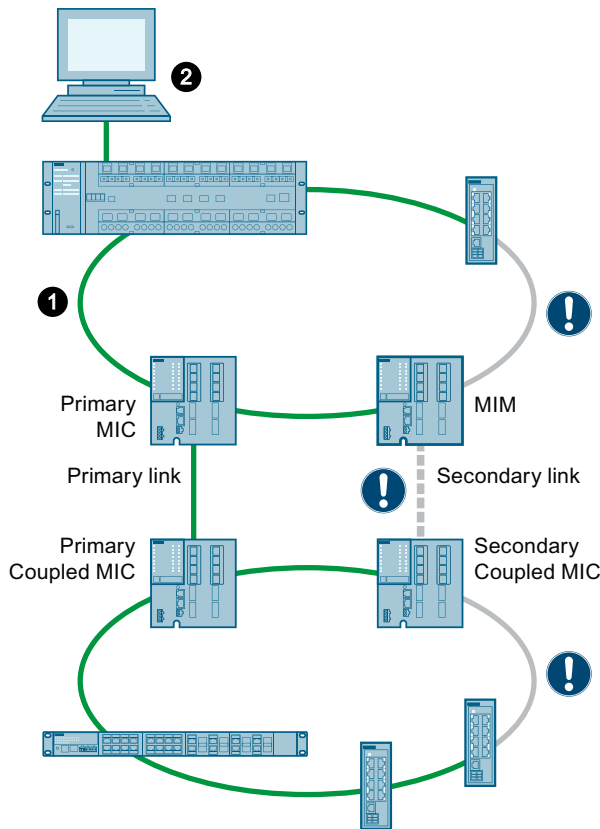 2
1
!
Primary
MIC
MIM
Primary link
!
Secondary link
Primary
Coupled MIC
Secondary
Coupled MIC
!